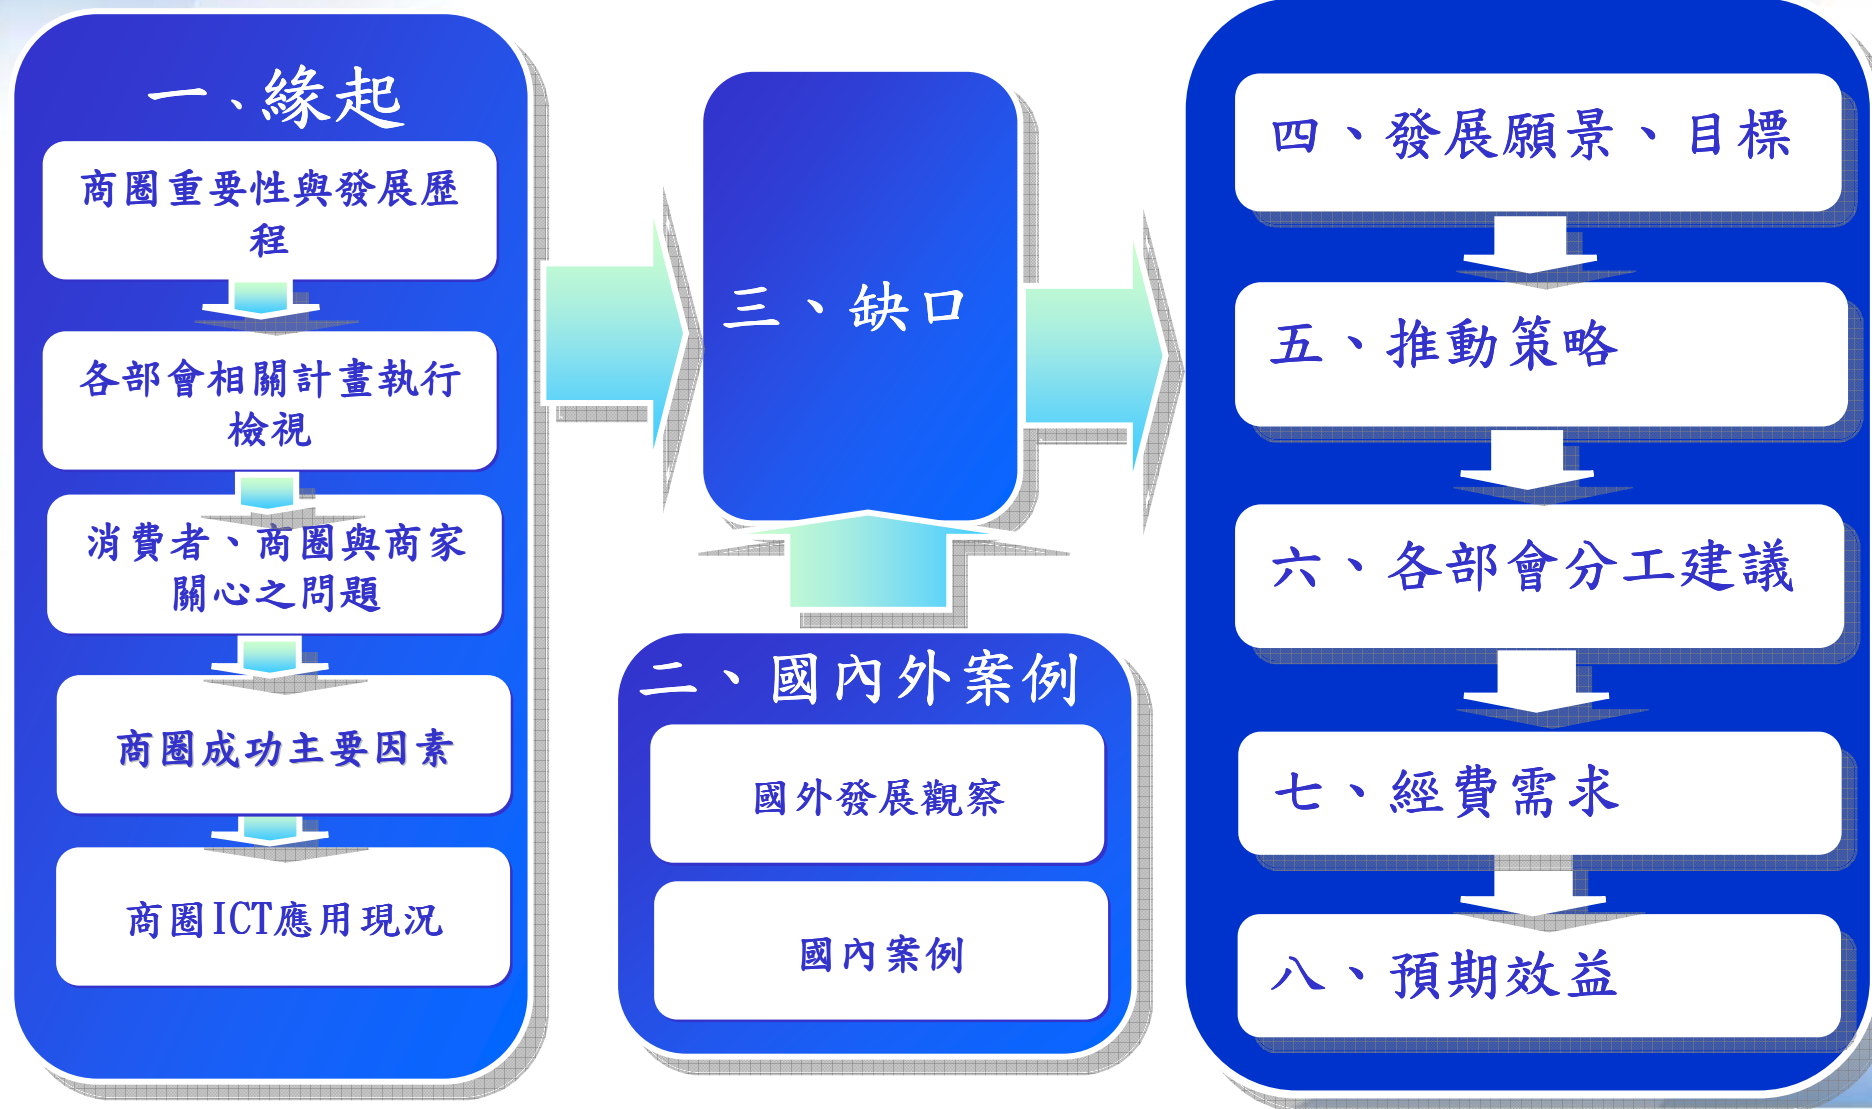 一、緣起
商圈重要性與發展歷
程
各部會相關計畫執行
檢視
消費者、商圈與商家
關心之問題
商圈成功主要因素
商圈ICT應用現況
二、國內外案例
國外發展觀察
國內案例
三、缺口
四、發展願景、目標
五、推動策略
六、各部會分工建議
七、經費需求
八、預期效益